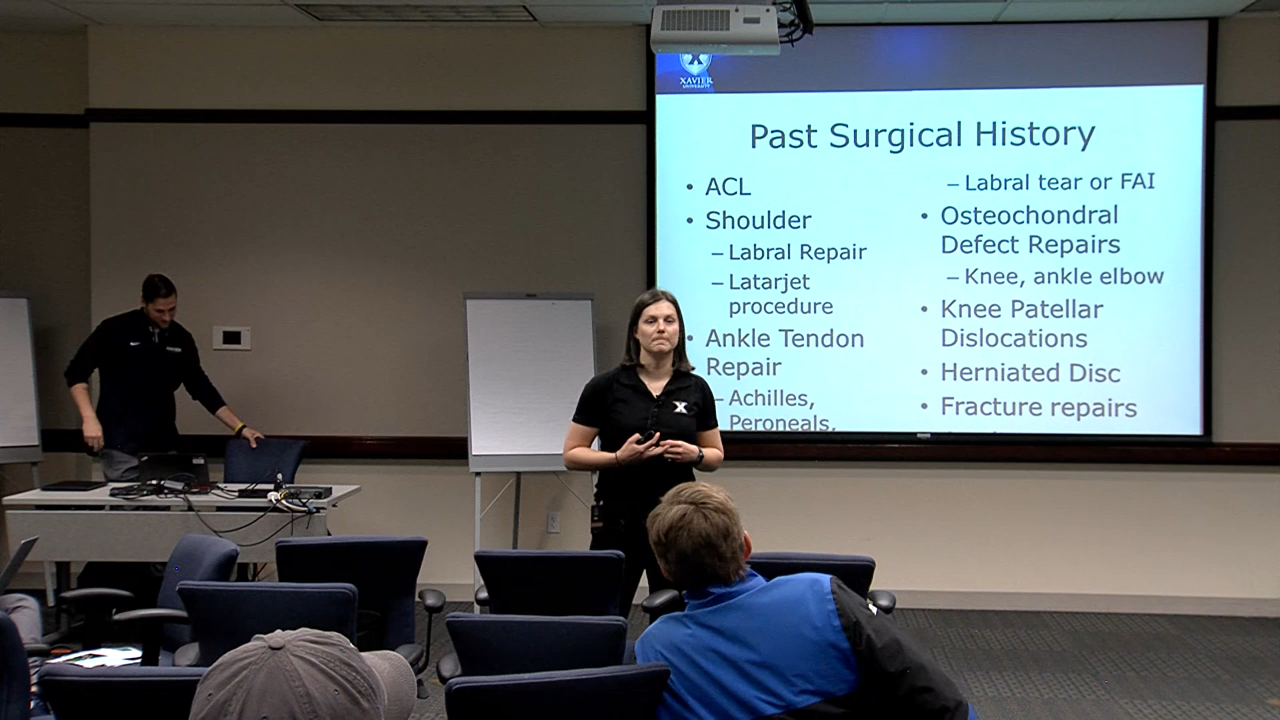 X
XAVIER
UNIVERSITY
Past Surgical History
• ACL
• Shoulder
– Labral Repair
– Latarjet
procedure
• Ankle Tendon
Repair
– Achilles,
Peroneals,
– Labral tear or FAI
• Osteochondral
Defect Repairs
– Knee, ankle elbow
• Knee Patellar
Dislocations
• Herniated Disc
• Fracture repairs
X